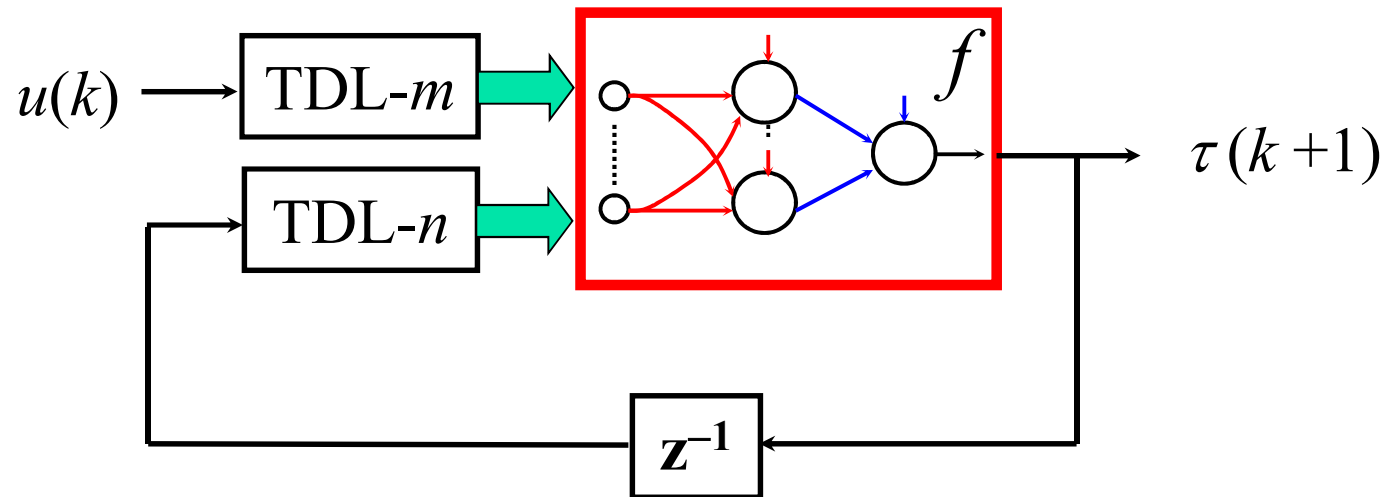 f
TDL-m
u(k)
τ(k+1)
TDL-n
z⁻¹